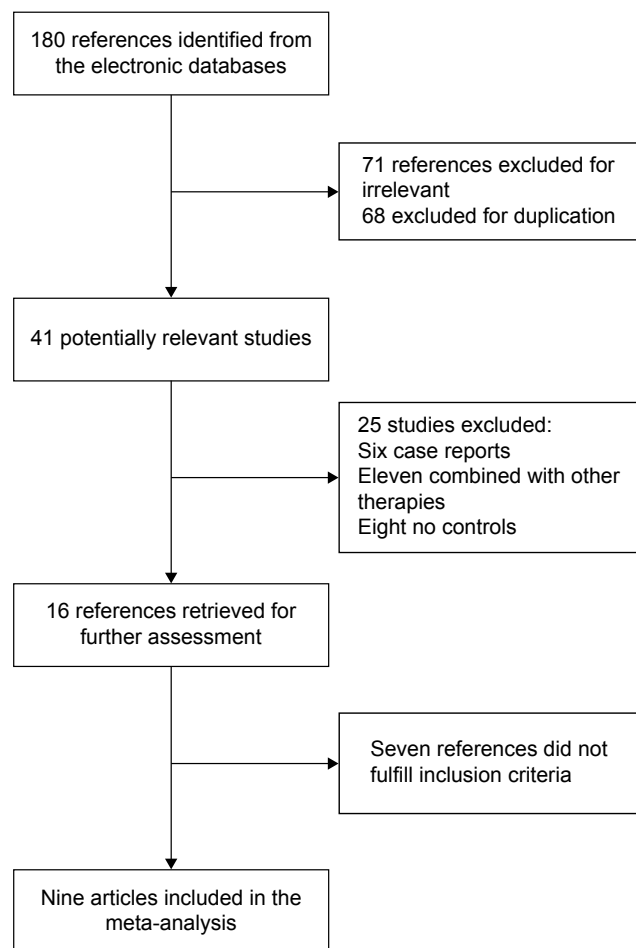 180 references identified from
the electronic databases
71 references excluded for
irrelevant
68 excluded for duplication
41 potentially relevant studies
25 studies excluded:
Six case reports
Eleven combined with other
therapies
Eight no controls
16 references retrieved for
further assessment
Seven references did not
fulfill inclusion criteria
Nine articles included in the
meta-analysis